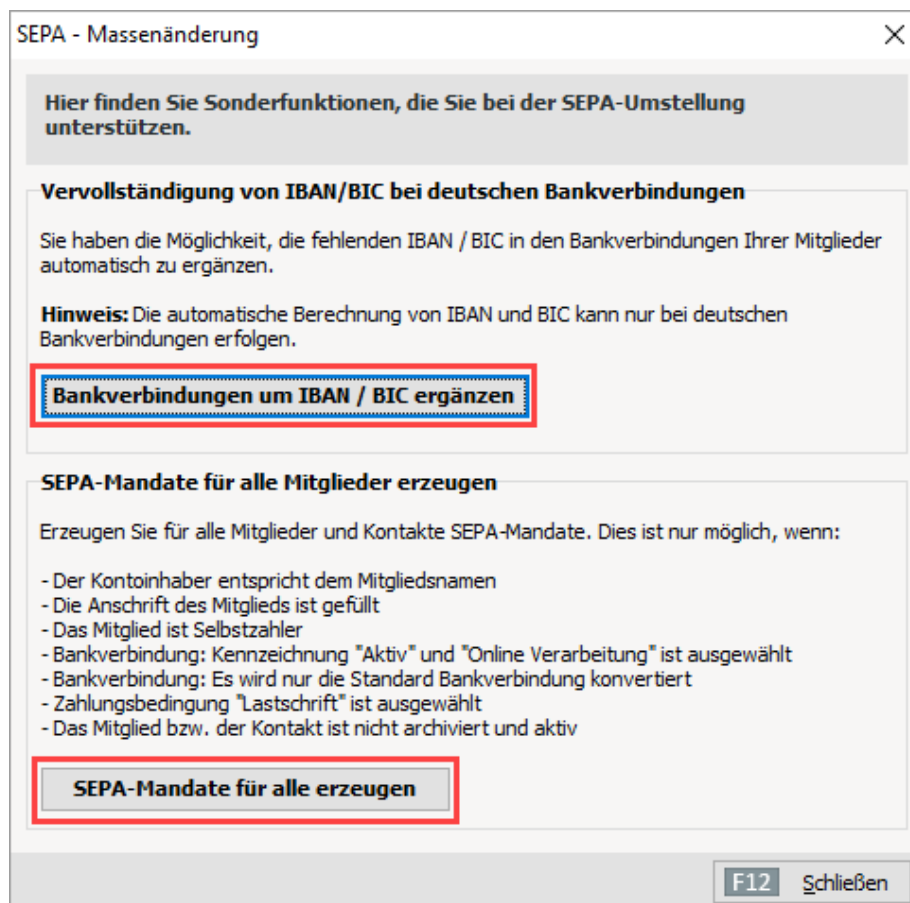 SEPA - Massenänderung
Hier finden Sie Sonderfunktionen, die Sie bei der SEPA-Umstellung
unterstützen.
Vervollständigung von IBAN/BIC bei deutschen Bankverbindungen
Sie haben die Möglichkeit, die fehlenden IBAN / BIC in den Bankverbindungen Ihrer Mitglieder
automatisch zu ergänzen.
Hinweis: Die automatische Berechnung von IBAN und BIC kann nur bei deutschen
Bankverbindungen erfolgen.
Bankverbindungen um IBAN / BIC ergänzen
SEPA-Mandate für alle Mitglieder erzeugen
Erzeugen Sie für alle Mitglieder und Kontakte SEPA-Mandate. Dies ist nur möglich, wenn:
- Der Kontoinhaber entspricht dem Mitgliedsnamen
- Die Anschrift des Mitglieds ist gefüllt
- Das Mitglied ist Selbstzahler
- Bankverbindung: Kennzeichnung "Aktiv" und "Online Verarbeitung" ist ausgewählt
- Bankverbindung: Es wird nur die Standard Bankverbindung konvertiert
- Zahlungsbedingung "Lastschrift" ist ausgewählt
- Das Mitglied bzw. der Kontakt ist nicht archiviert und aktiv
SEPA-Mandate für alle erzeugen
F12 Schließen